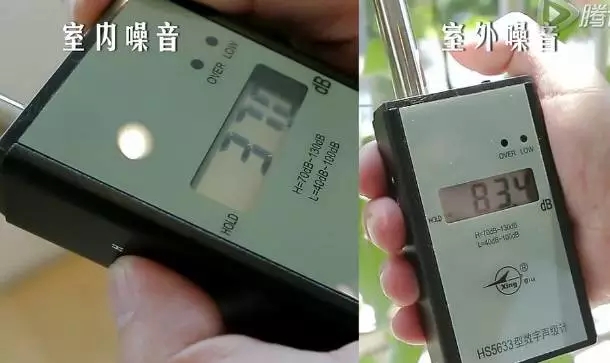 室内噪音
OVER LOW
dB
HOLD
H=70dB~130dB
L=40dB~100dB
H
腾
室外噪音
OVER LOW
83.4
HOLD
dB
H=70dB~130dB
L=40dB~100dB
Xing
®
HS5633型数字声级计